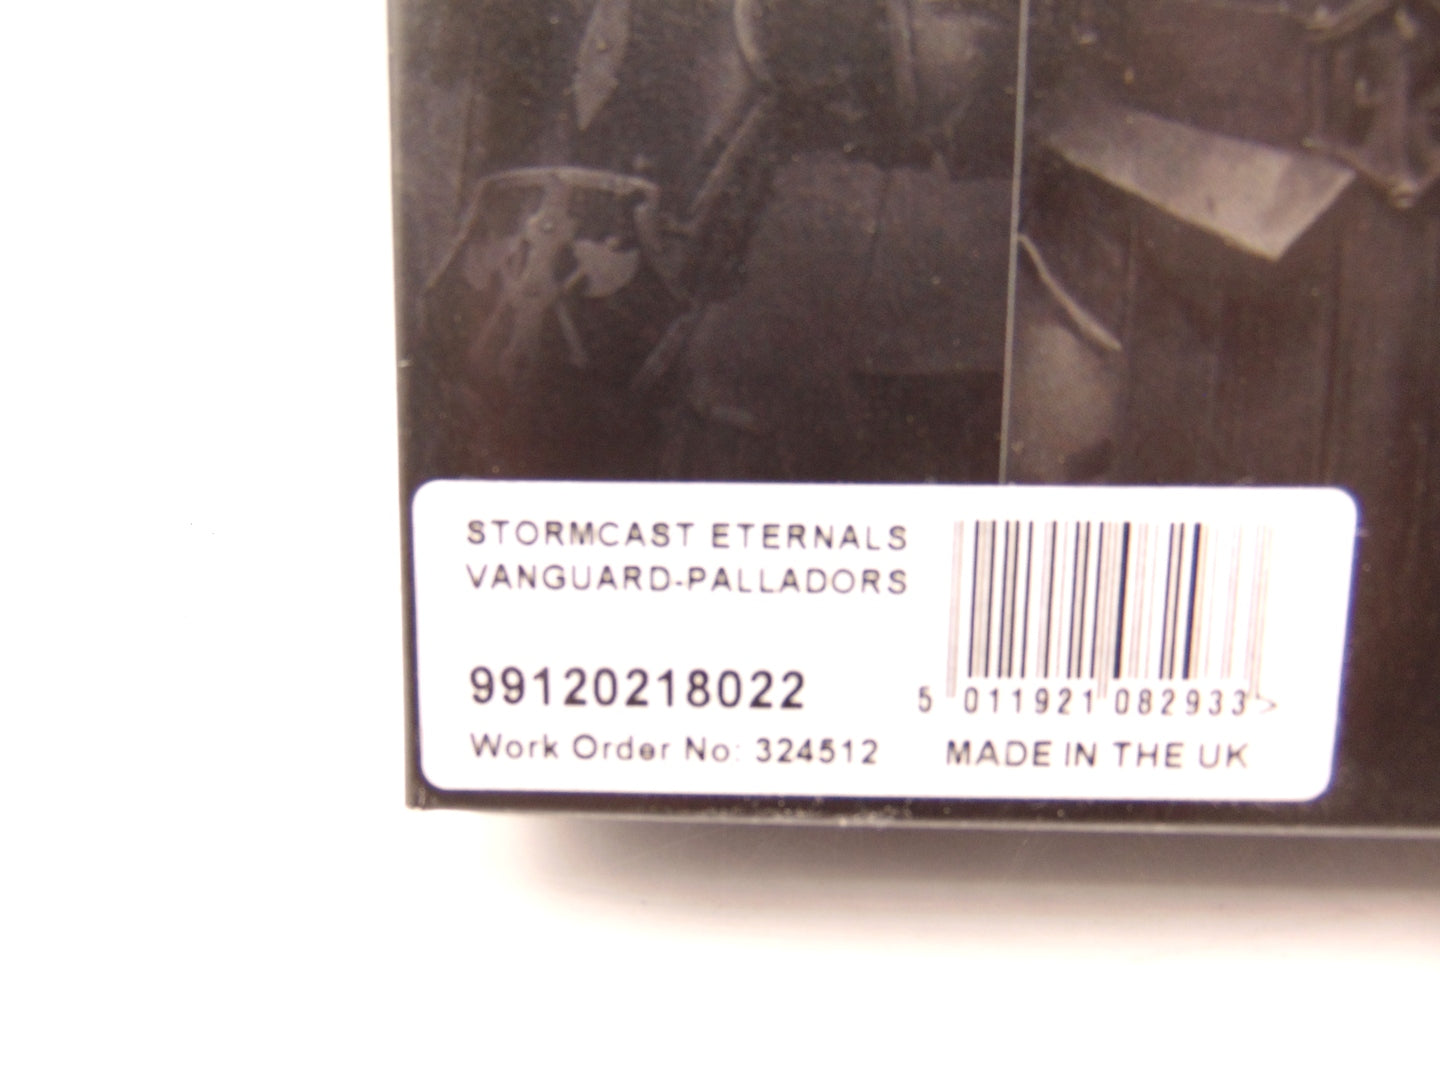 STORMCAST ETERNALS
VANGUARD-PALLADORS
99120218022
Work Order No: 324512
5 011921 082933 >
MADE IN THE UK